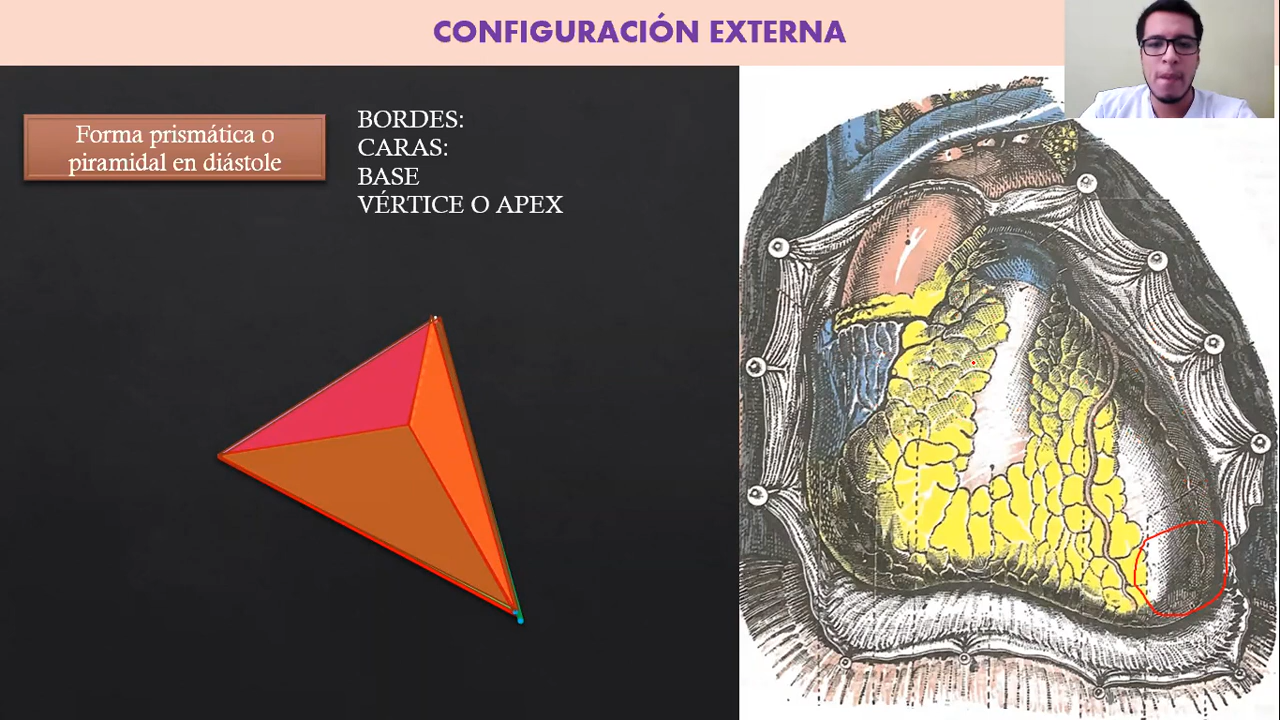 CONFIGURACIÓN EXTERNA
Forma prismática o
piramidal en diástole
BORDES:
CARAS:
BASE
VÉRTICE O APEX